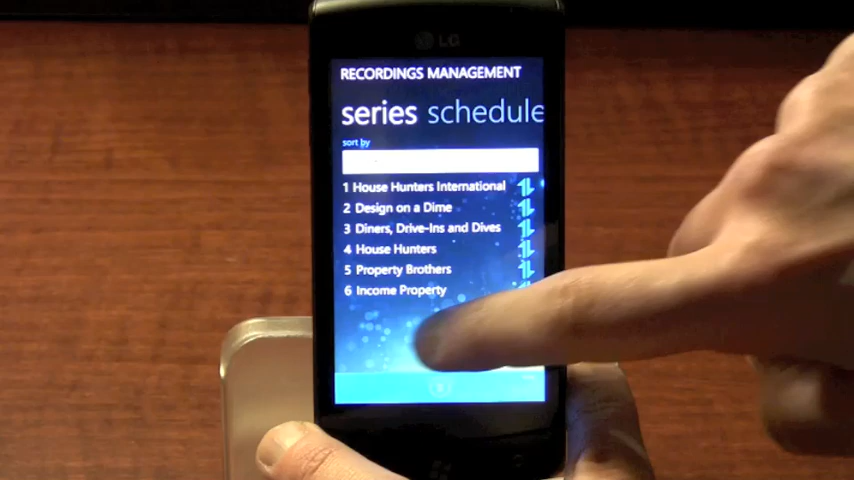 LG
RECORDINGS MANAGEMENT
series schedule
sort by
1 House Hunters International
2 Design on a Dime
3 Diners, Drive-Ins and Dives
4 House Hunters
5 Property Brothers
6 Income Property